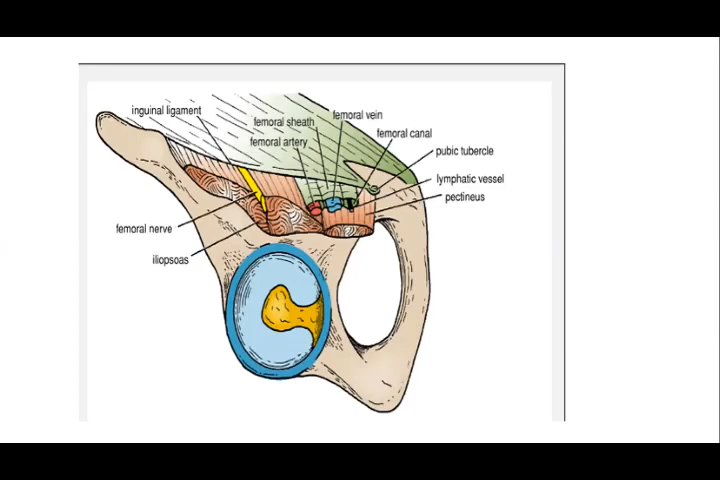 inguinal ligament
femoral vein
femoral sheath
femoral canal
femoral artery
pubic tubercle
lymphatic vessel
pectineus
femoral nerve
iliopsoas